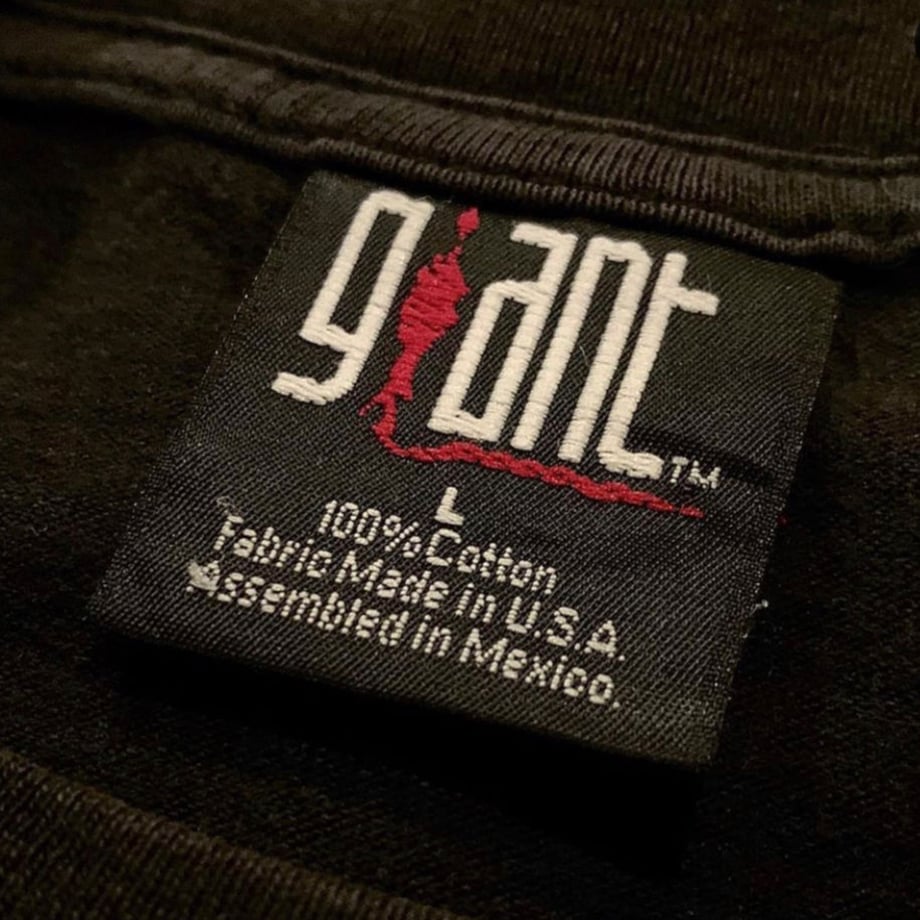 giant™
L
100% Cotton
Fabric Made in U.S.A.
Assembled in Mexico.